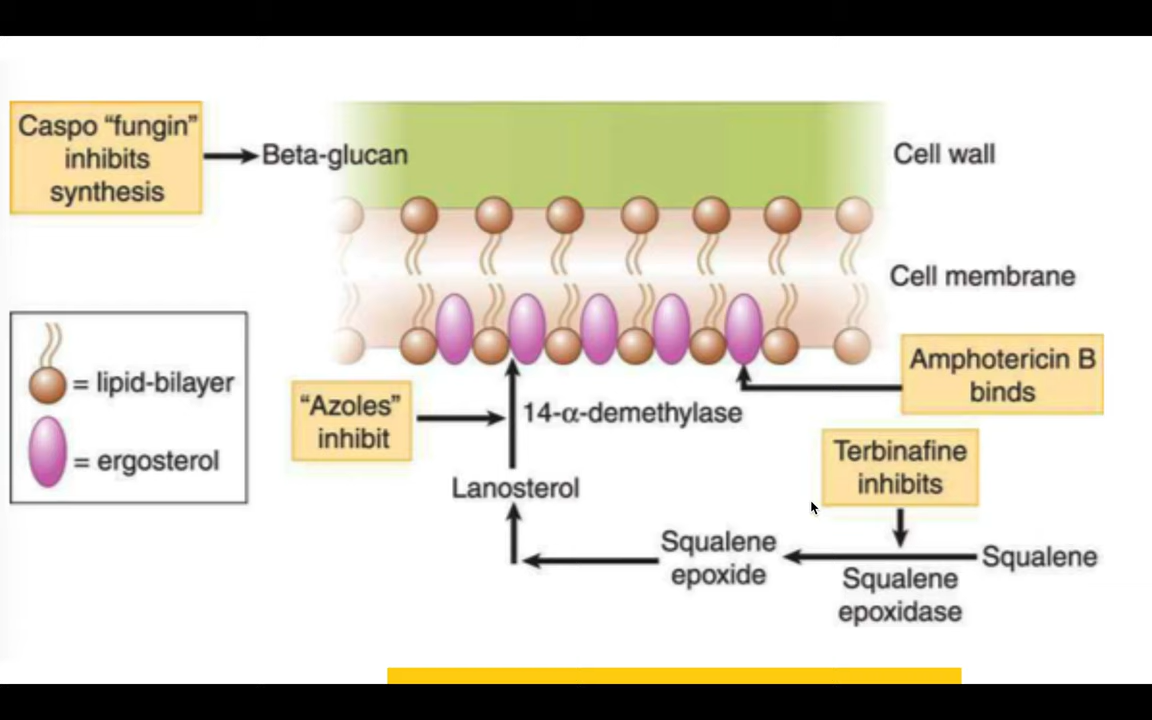 Caspo “fungin”
inhibits
synthesis
Beta-glucan
Cell wall
Cell membrane
= lipid-bilayer
= ergosterol
“Azoles”
inhibit
14-α-demethylase
Amphotericin B
binds
Terbinafine
inhibits
Lanosterol
Squalene
epoxide
Squalene
Squalene
epoxidase